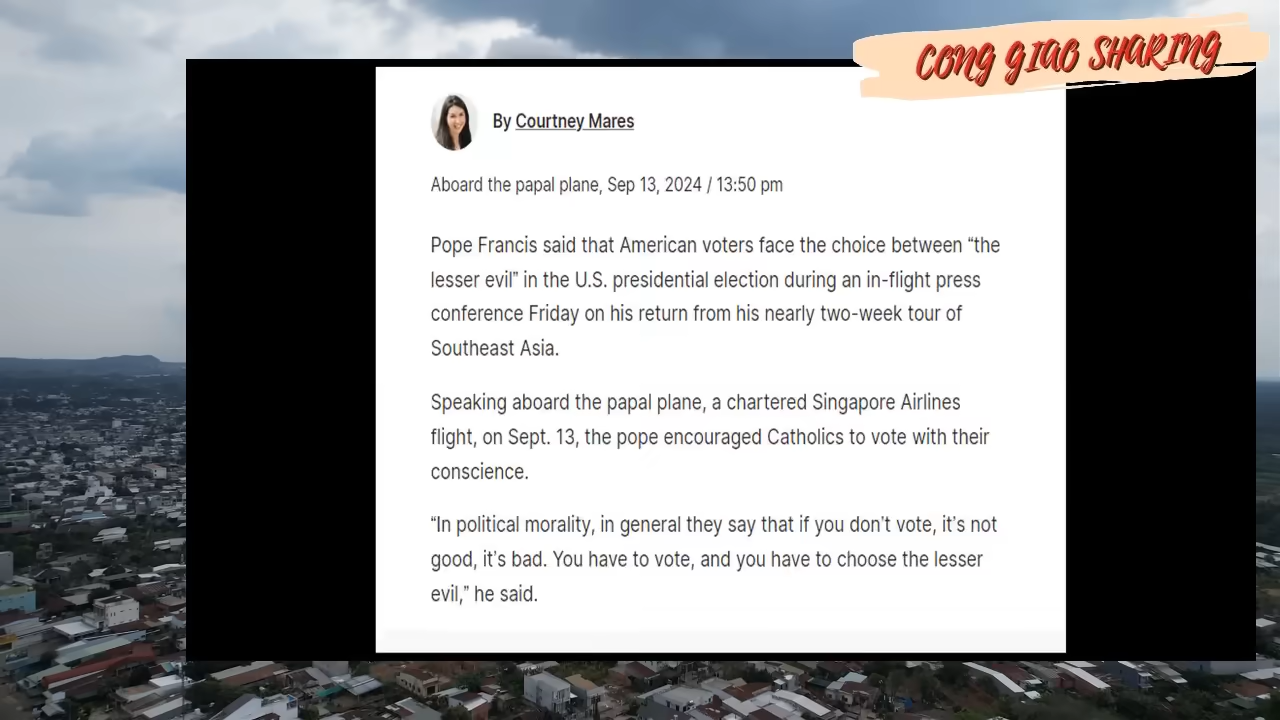 CONG GIAO SHARING
By Courtney Mares
Aboard the papal plane, Sep 13, 2024 / 13:50 pm
Pope Francis said that American voters face the choice between “the
lesser evil” in the U.S. presidential election during an in-flight press
conference Friday on his return from his nearly two-week tour of
Southeast Asia.
Speaking aboard the papal plane, a chartered Singapore Airlines
flight, on Sept. 13, the pope encouraged Catholics to vote with their
conscience.
“In political morality, in general they say that if you don’t vote, it’s not
good, it’s bad. You have to vote, and you have to choose the lesser
evil,” he said.